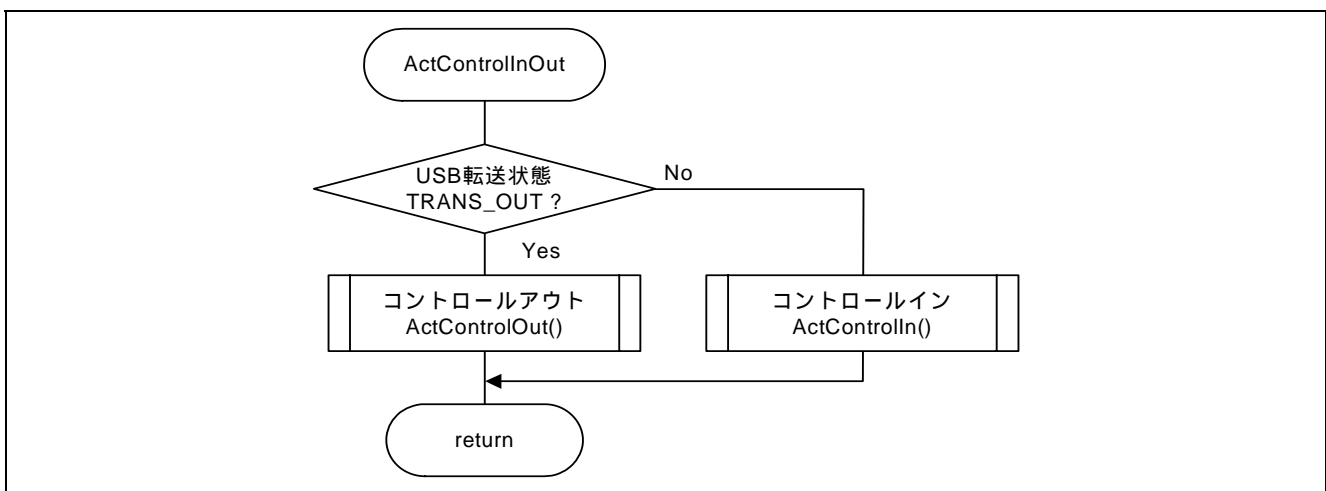 ActControlInOut
USB転送状態
TRANS_OUT ?
No
Yes
コントロールアウト
ActControlOut()
コントロールイン
ActControlIn()
return